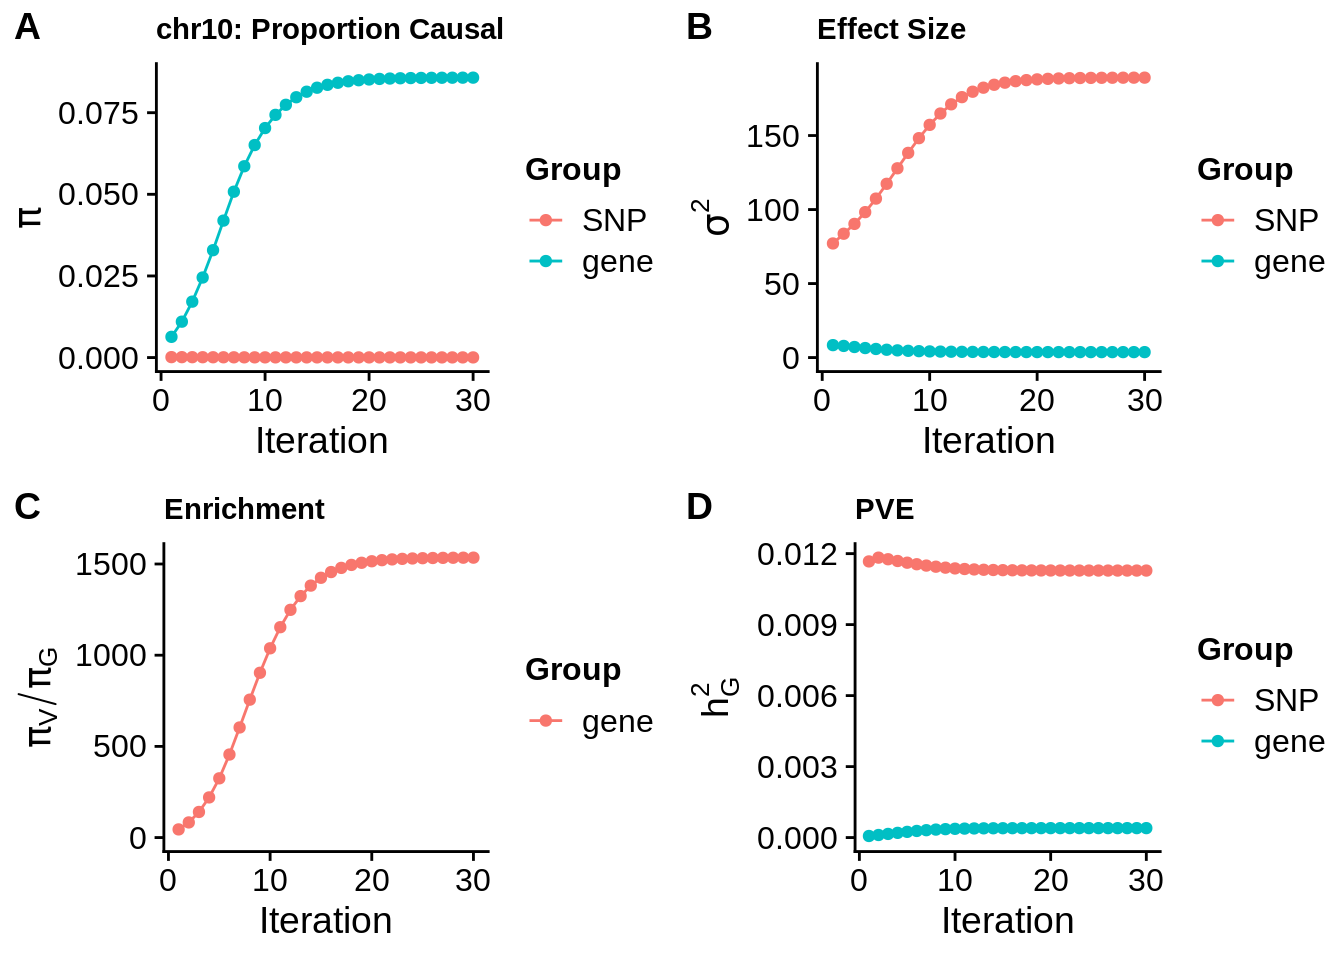 A
chr10: Proportion Causal
π
0.075
0.050
0.025
0.000
0 10 20 30
Iteration
Group
SNP
gene
B
Effect Size
σ²
150
100
50
0
0 10 20 30
Iteration
Group
SNP
gene
C
Enrichment
πV/πG
1500
1000
500
0
0 10 20 30
Iteration
Group
gene
D
PVE
h²G
0.012
0.009
0.006
0.003
0.000
0 10 20 30
Iteration
Group
SNP
gene